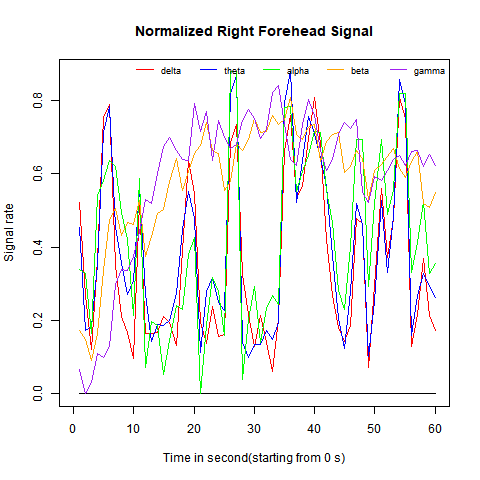 Normalized Right Forehead Signal
delta theta alpha beta gamma
0.8
0.6
0.4
0.2
0.0
Signal rate
0 10 20 30 40 50 60
Time in second(starting from 0 s)